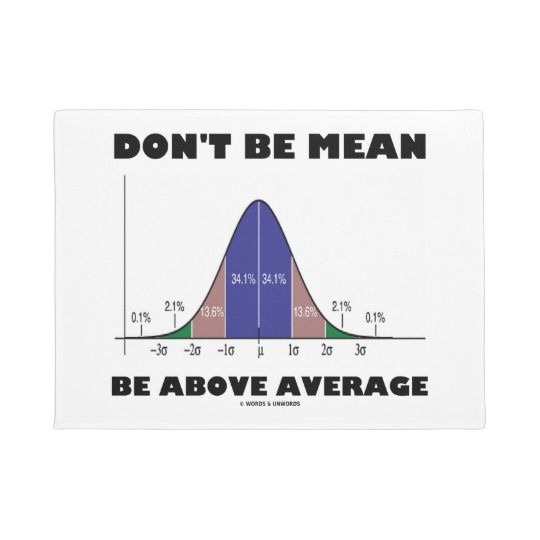 DON'T BE MEAN
34.1% 34.1%
0.1% 2.1% 13.6% 13.6% 2.1% 0.1%
−3σ −2σ −1σ μ 1σ 2σ 3σ
BE ABOVE AVERAGE
© WORDS & UNWORDS